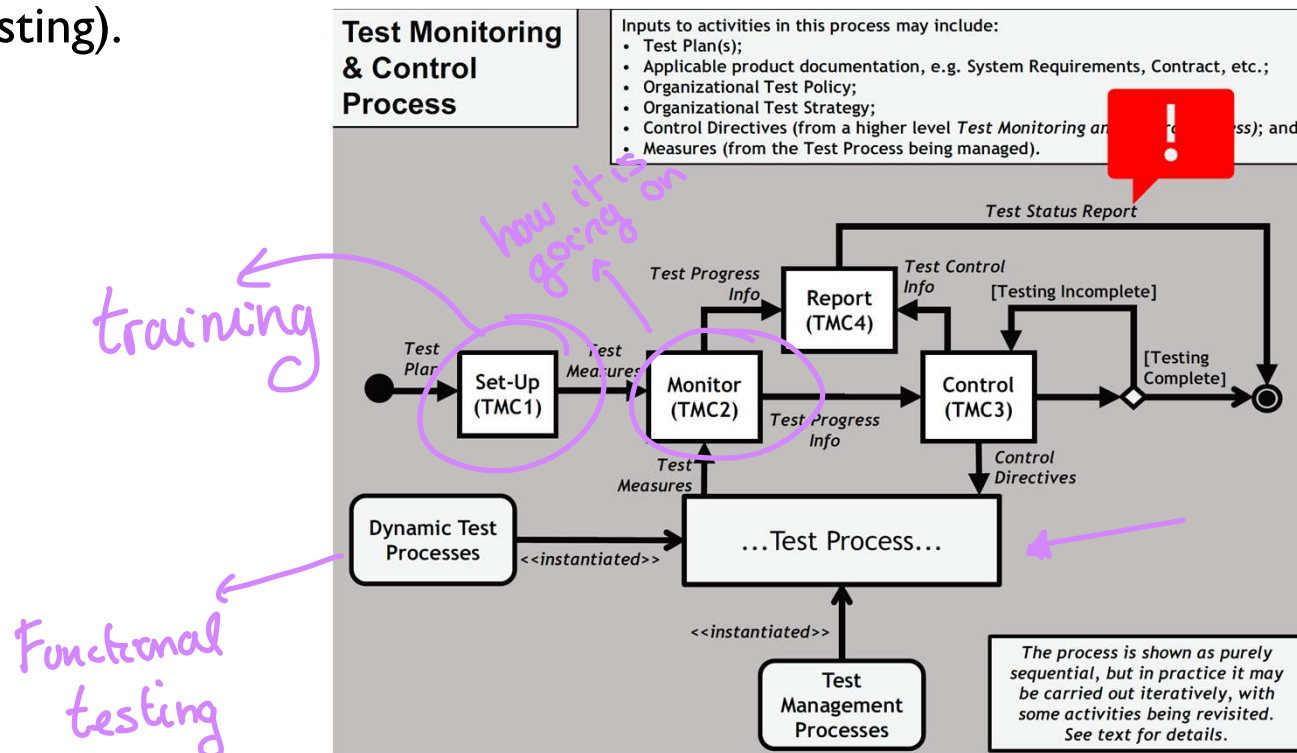 sting).
Test Monitoring
& Control
Process
Inputs to activities in this process may include:
• Test Plan(s);
• Applicable product documentation, e.g. System Requirements, Contract, etc.;
• Organizational Test Policy;
• Organizational Test Strategy;
• Control Directives (from a higher level Test Monitoring an ess); and
• Measures (from the Test Process being managed).
!
how it is
going on
training
Test Status Report
Test Progress
Info
Report
(TMC4)
Test Control
Info
[Testing Incomplete]
Test
Plan
Set-Up
(TMC1)
Test
Measures
Monitor
(TMC2)
Test Progress
Info
Control
(TMC3)
[Testing
Complete]
Test
Measures
Control
Directives
Dynamic Test
Processes
<<instantiated>>
...Test Process...
Functional
testing
<<instantiated>>
Test
Management
Processes
The process is shown as purely
sequential, but in practice it may
be carried out iteratively, with
some activities being revisited.
See text for details.